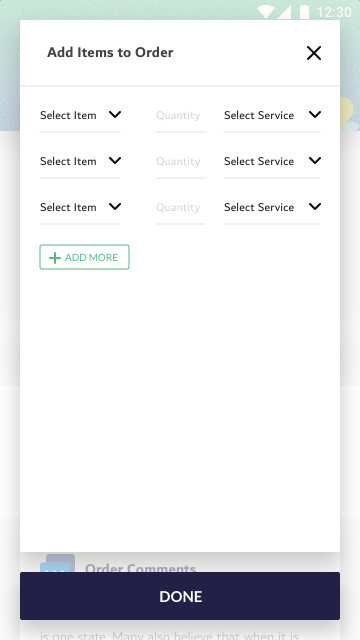 12:30
Add Items to Order
Select Item Quantity Select Service
Select Item Quantity Select Service
Select Item Quantity Select Service
ADD MORE
Order Comments
DONE
is one state. Many also believe that when it is